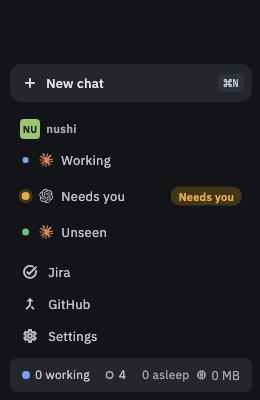 New chat ⌘N
NU nushi
Working
Needs you Needs you
Unseen
Jira
GitHub
Settings
0 working 4 0 asleep 0 MB